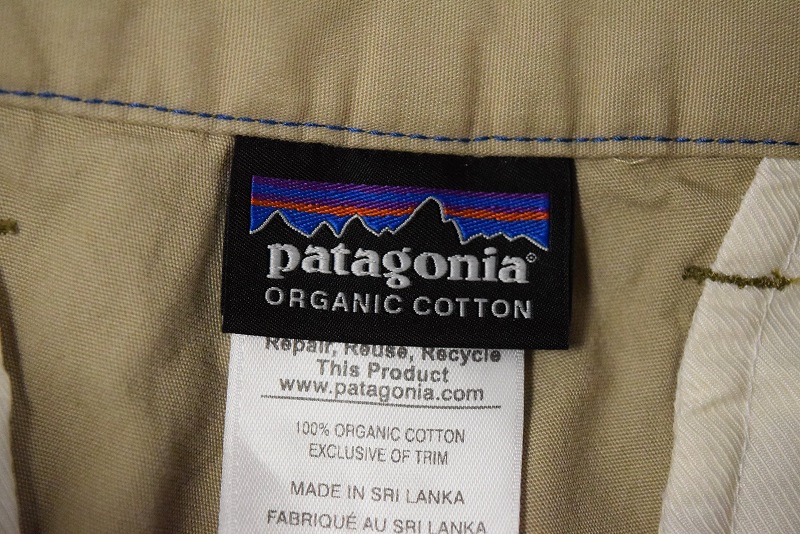 patagonia®
ORGANIC COTTON
Repair, Reuse, Recycle
This Product
www.patagonia.com
100% ORGANIC COTTON
EXCLUSIVE OF TRIM
MADE IN SRI LANKA
FABRIQUÉ AU SRI LANKA